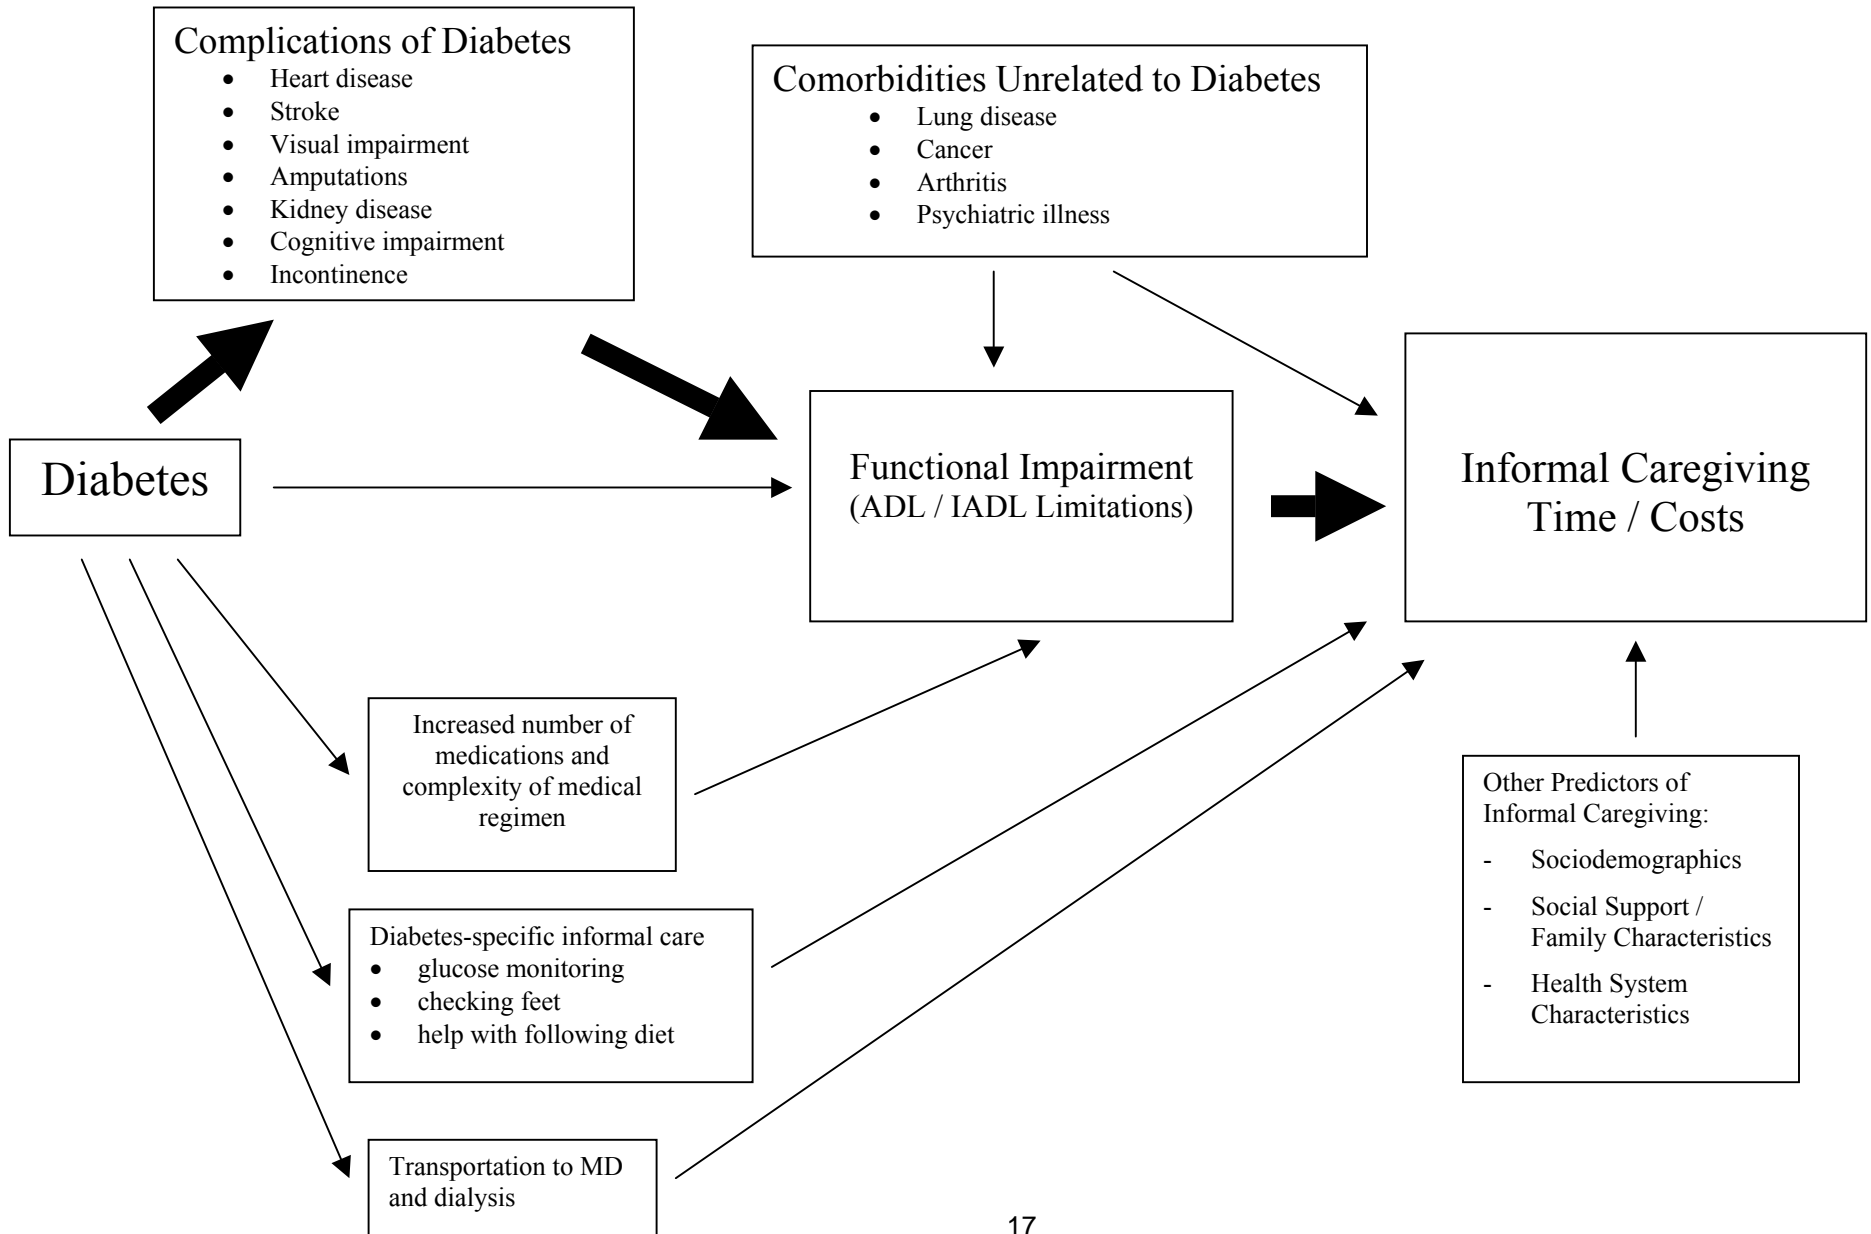 Complications of Diabetes
• Heart disease
• Stroke
• Visual impairment
• Amputations
• Kidney disease
• Cognitive impairment
• Incontinence
Comorbidities Unrelated to Diabetes
• Lung disease
• Cancer
• Arthritis
• Psychiatric illness
Diabetes
Functional Impairment
(ADL / IADL Limitations)
Informal Caregiving
Time / Costs
Increased number of
medications and
complexity of medical
regimen
Diabetes-specific informal care
• glucose monitoring
• checking feet
• help with following diet
Transportation to MD
and dialysis
Other Predictors of
Informal Caregiving:
- Sociodemographics
- Social Support /
Family Characteristics
- Health System
Characteristics
17